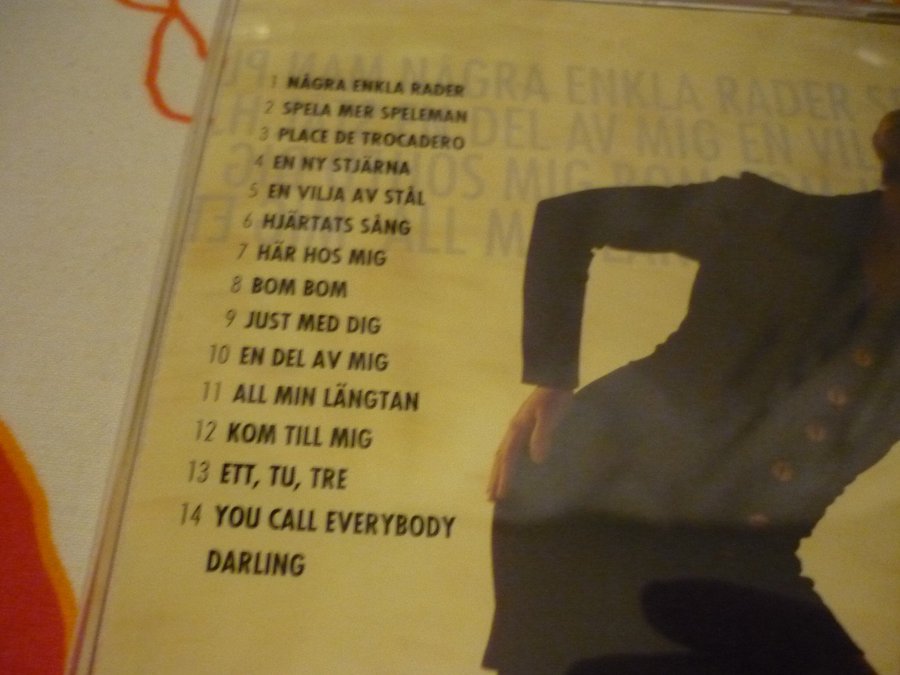 1 NÅGRA ENKLA RADER
2 SPELA MER SPELEMAN
3 PLACE DE TROCADERO
4 EN NY STJÄRNA
5 EN VILJA AV STÅL
6 HJÄRTATS SÅNG
7 HÄR HOS MIG
8 BOM BOM
9 JUST MED DIG
10 EN DEL AV MIG
11 ALL MIN LÄNGTAN
12 KOM TILL MIG
13 ETT, TU, TRE
14 YOU CALL EVERYBODY
DARLING
NÅGRA ENKLA RADER
DEL AV MIG EN
HOS MIG BOM
ALL